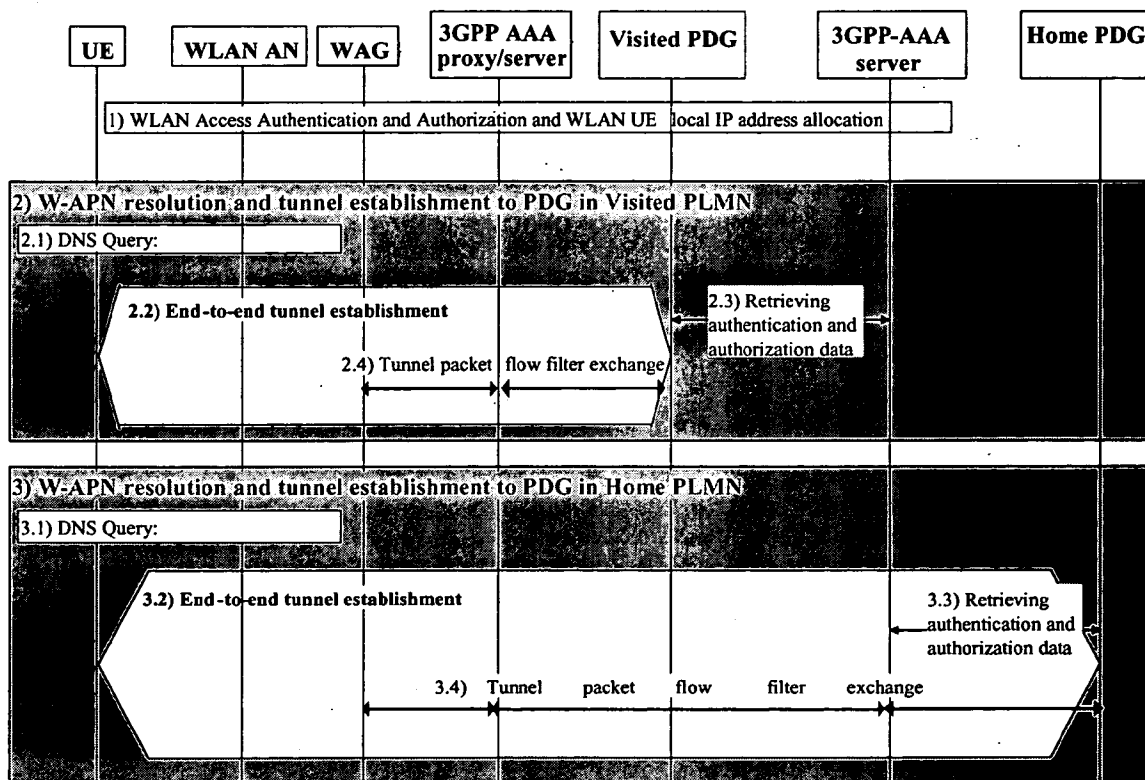 UE
WLAN AN
WAG
3GPP AAA
proxy/server
Visited PDG
3GPP-AAA
server
Home PDG
1) WLAN Access Authentication and Authorization and WLAN UE local IP address allocation
2) W-APN resolution and tunnel establishment to PDG in Visited PLMN
2.1) DNS Query:
2.2) End-to-end tunnel establishment
2.3) Retrieving
authentication and
authorization data
2.4) Tunnel packet flow filter exchange
3) W-APN resolution and tunnel establishment to PDG in Home PLMN
3.1) DNS Query:
3.2) End-to-end tunnel establishment
3.3) Retrieving
authentication and
authorization data
3.4) Tunnel packet flow filter exchange